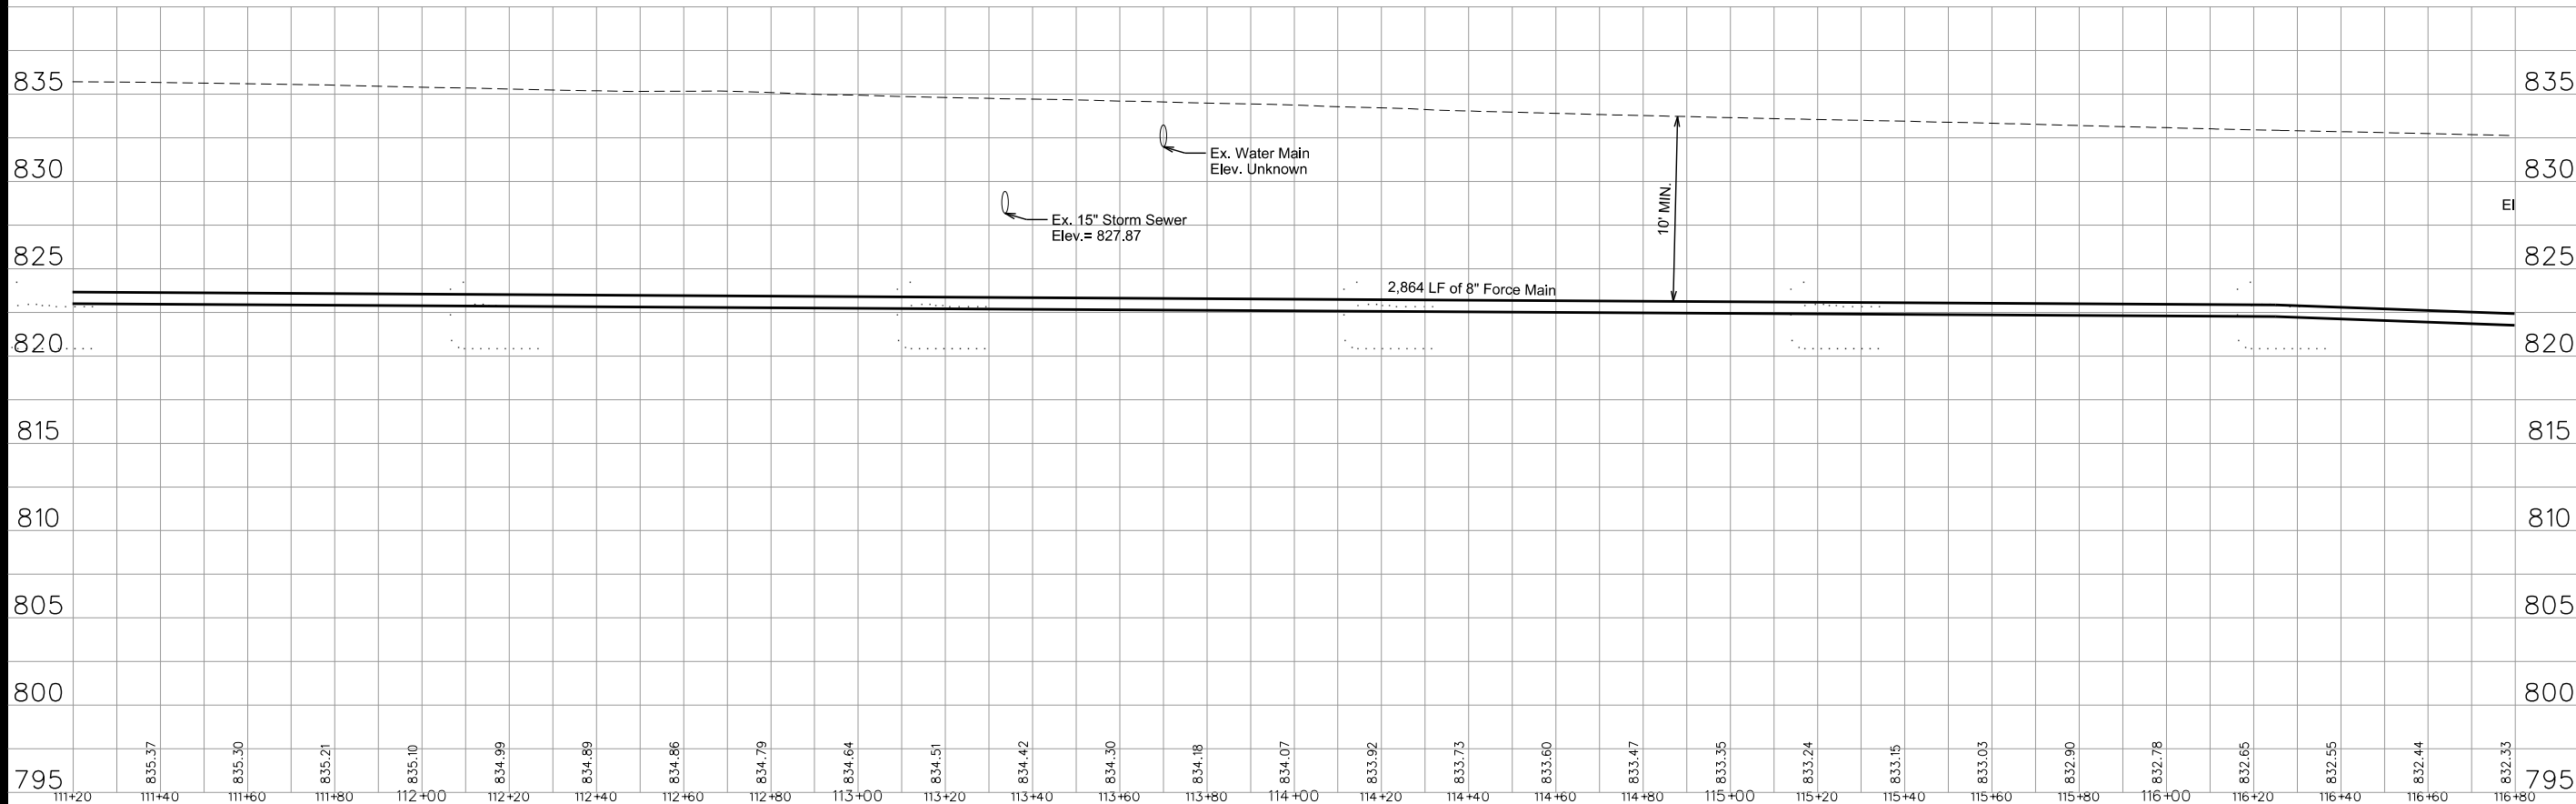 835 835
Ex. Water Main
Elev. Unknown
830 830
10' MIN.
El
Ex. 15" Storm Sewer
Elev.= 827.87
825 825
2,864 LF of 8" Force Main
820 820
815 815
810 810
805 805
800 800
835.37 835.30 835.21 835.10 834.99 834.89 834.86 834.79 834.64 834.51 834.42 834.30 834.18 834.07 833.92 833.73 833.60 833.47 833.35 833.24 833.15 833.03 832.90 832.78 832.65 832.55 832.44 832.33
795 795
111+20 111+40 111+60 111+80 112+00 112+20 112+40 112+60 112+80 113+00 113+20 113+40 113+60 113+80 114+00 114+20 114+40 114+60 114+80 115+00 115+20 115+40 115+60 115+80 116+00 116+20 116+40 116+60 116+80